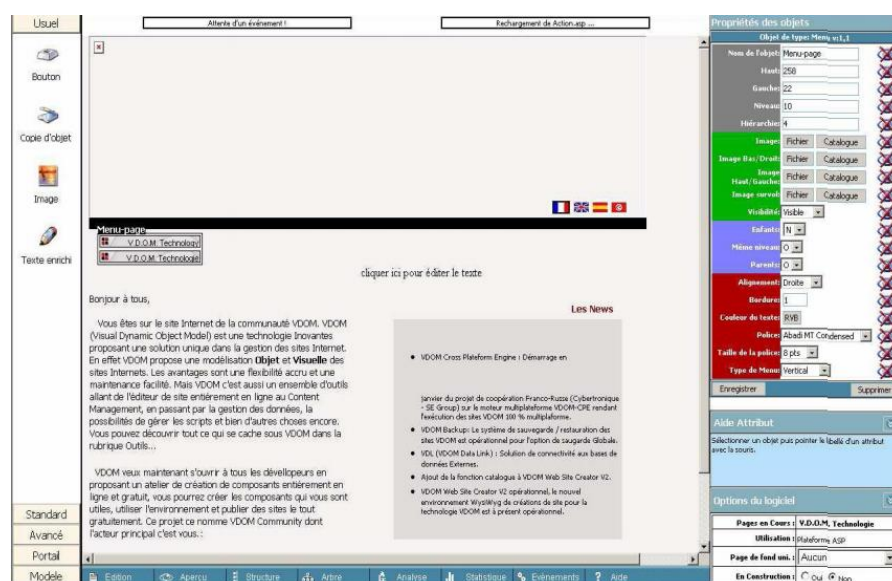 Usuel
Bouton
Copie d'objet
Image
Texte enrichi
Standard
Avancé
Portail
Modele
Attente d'un événement !
Rechargement de Action.asp ...
Menu-page
V.D.O.M. Technology
V.D.O.M. Technologie
cliquer ici pour éditer le texte
Bonjour à tous,
Vous êtes sur le site Internet de la communauté VDOM. VDOM
(Visual Dynamic Object Model) est une technologie Inovantes
proposant une solution unique dans la gestion des sites Internet.
En effet VDOM propose une modélisation Objet et Visuelle des
sites Internets. Les avantages sont une flexibilité accru et une
maintenance facilité. Mais VDOM c'est aussi un ensemble d'outils
allant de l'éditeur de site entièrement en ligne au Content
Management, en passant par la gestion des données, la
possibilités de gérer les scripts et bien d'autres choses encore.
Vous pouvez découvrir tout ce qui se cache sous VDOM dans la
rubrique Outils...
VDOM veux maintenant s'ouvrir à tous les dévellopeurs en
proposant un atelier de création de composants entièrement en
ligne et gratuit, vous pourrez créer les composants qui vous sont
utiles, utiliser l'environnement et publier des sites le tout
gratuitement. Ce projet ce nomme VDOM Community dont
l'acteur principal c'est vous. :
Les News
VDOM Cross Plateform Engine : Démarrage en
janvier du projet de coopération Franco-Russe (Cybertronique
- SE Group) sur le moteur multiplateforme VDOM-CPE rendant
l'exécution des sites VDOM 100 % multiplateforme.
VDOM Backup: Le système de sauvegarde / restauration des
sites VDOM est opérationnel pour l'option de saugarde Globale.
VDL (VDOM Data Link) : Solution de connectivité aux bases de
données Externes.
Ajout de la fonction catalogue à VDOM Web Site Creator V2.
VDOM Web Site Creator V2 opérationnel, le nouvel
environnement WysiWyg de créations de site pour la
technologie VDOM est à présent opérationnel.
Edition Aperçu Structure Arbre Analyse Statistique Evènements ? Aide
Propriétés des objets
Objet de type: Menu v:1,1
Nom de l'objet: Menu-page
Haut: 258
Gauche: 22
Niveau: 10
Hiérarchie: 4
Image: Fichier Catalogue
Image Bas/Droit: Fichier Catalogue
Image
Haut/Gauche: Fichier Catalogue
Image survol: Fichier Catalogue
Visibilité: Visible
Enfants: N
Même niveau: O
Parents: O
Alignement: Droite
Bordure: 1
Couleur du texte: RVB
Police: Abadi MT Condensed
Taille de la police: 8 pts
Type de Menu: Vertical
Enregistrer Supprimer
Aide Attribut
Sélectionner un objet puis pointer le libellé d'un attribut
avec la souris.
Options du logiciel
Pages en Cours : V.D.O.M. Technologie
Utilisation : Plateforme ASP
Page de fond uni. : Aucun
En Construction : Oui Non